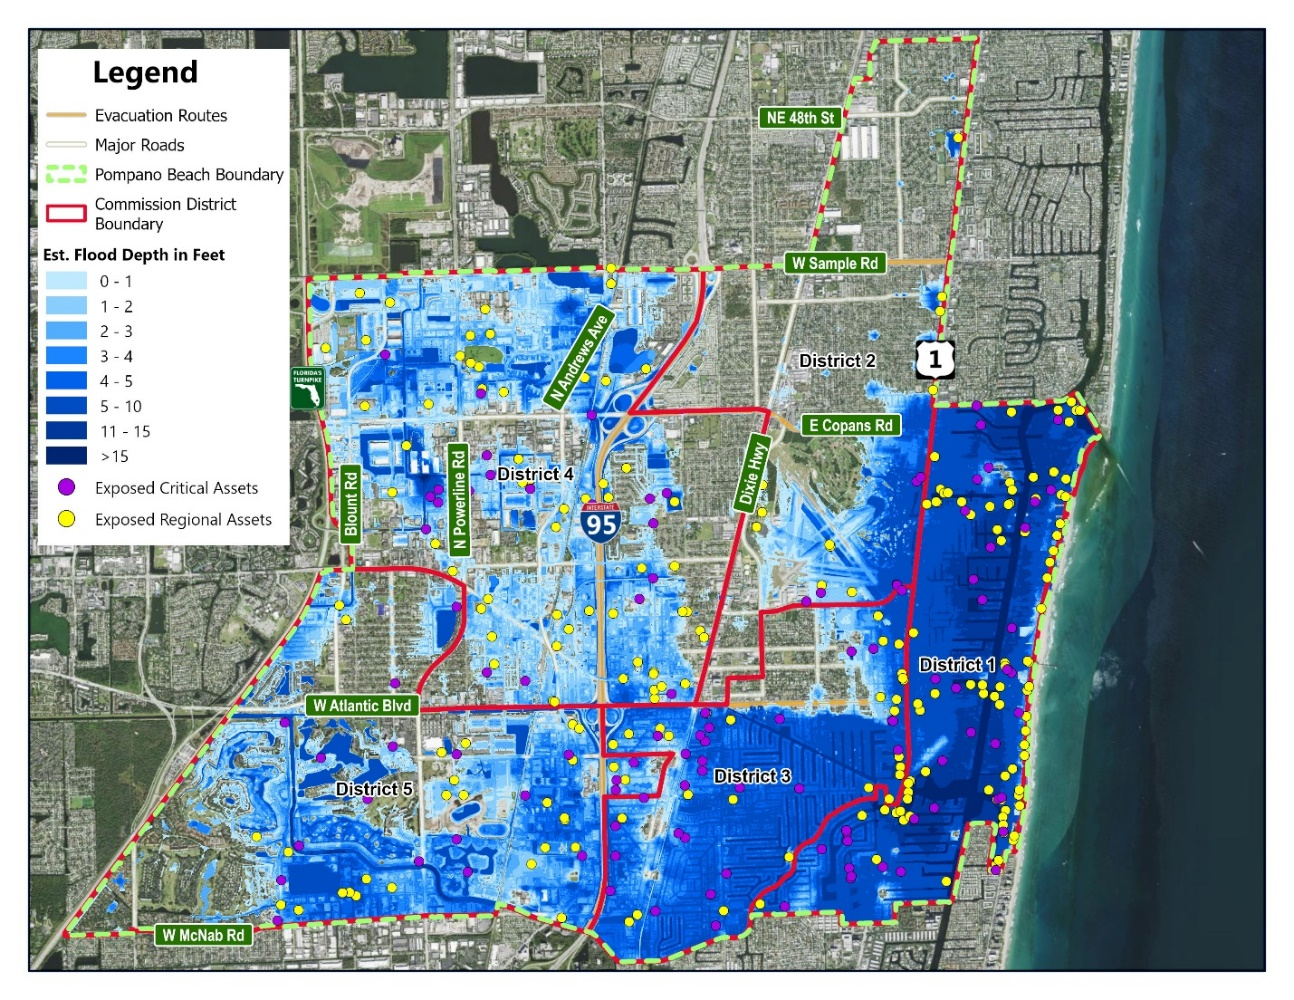 Legend
Evacuation Routes
Major Roads
Pompano Beach Boundary
Commission District
Boundary
Est. Flood Depth in Feet
0 - 1
1 - 2
2 - 3
3 - 4
4 - 5
5 - 10
11 - 15
>15
Exposed Critical Assets
Exposed Regional Assets
NE 48th St
W Sample Rd
N Andrews Ave
District 2
1
FLORIDA'S
TURNPIKE
E Copans Rd
Dixie Hwy
District 4
N Powerline Rd
Blount Rd
INTERSTATE
95
District 1
W Atlantic Blvd
District 3
District 5
W McNab Rd